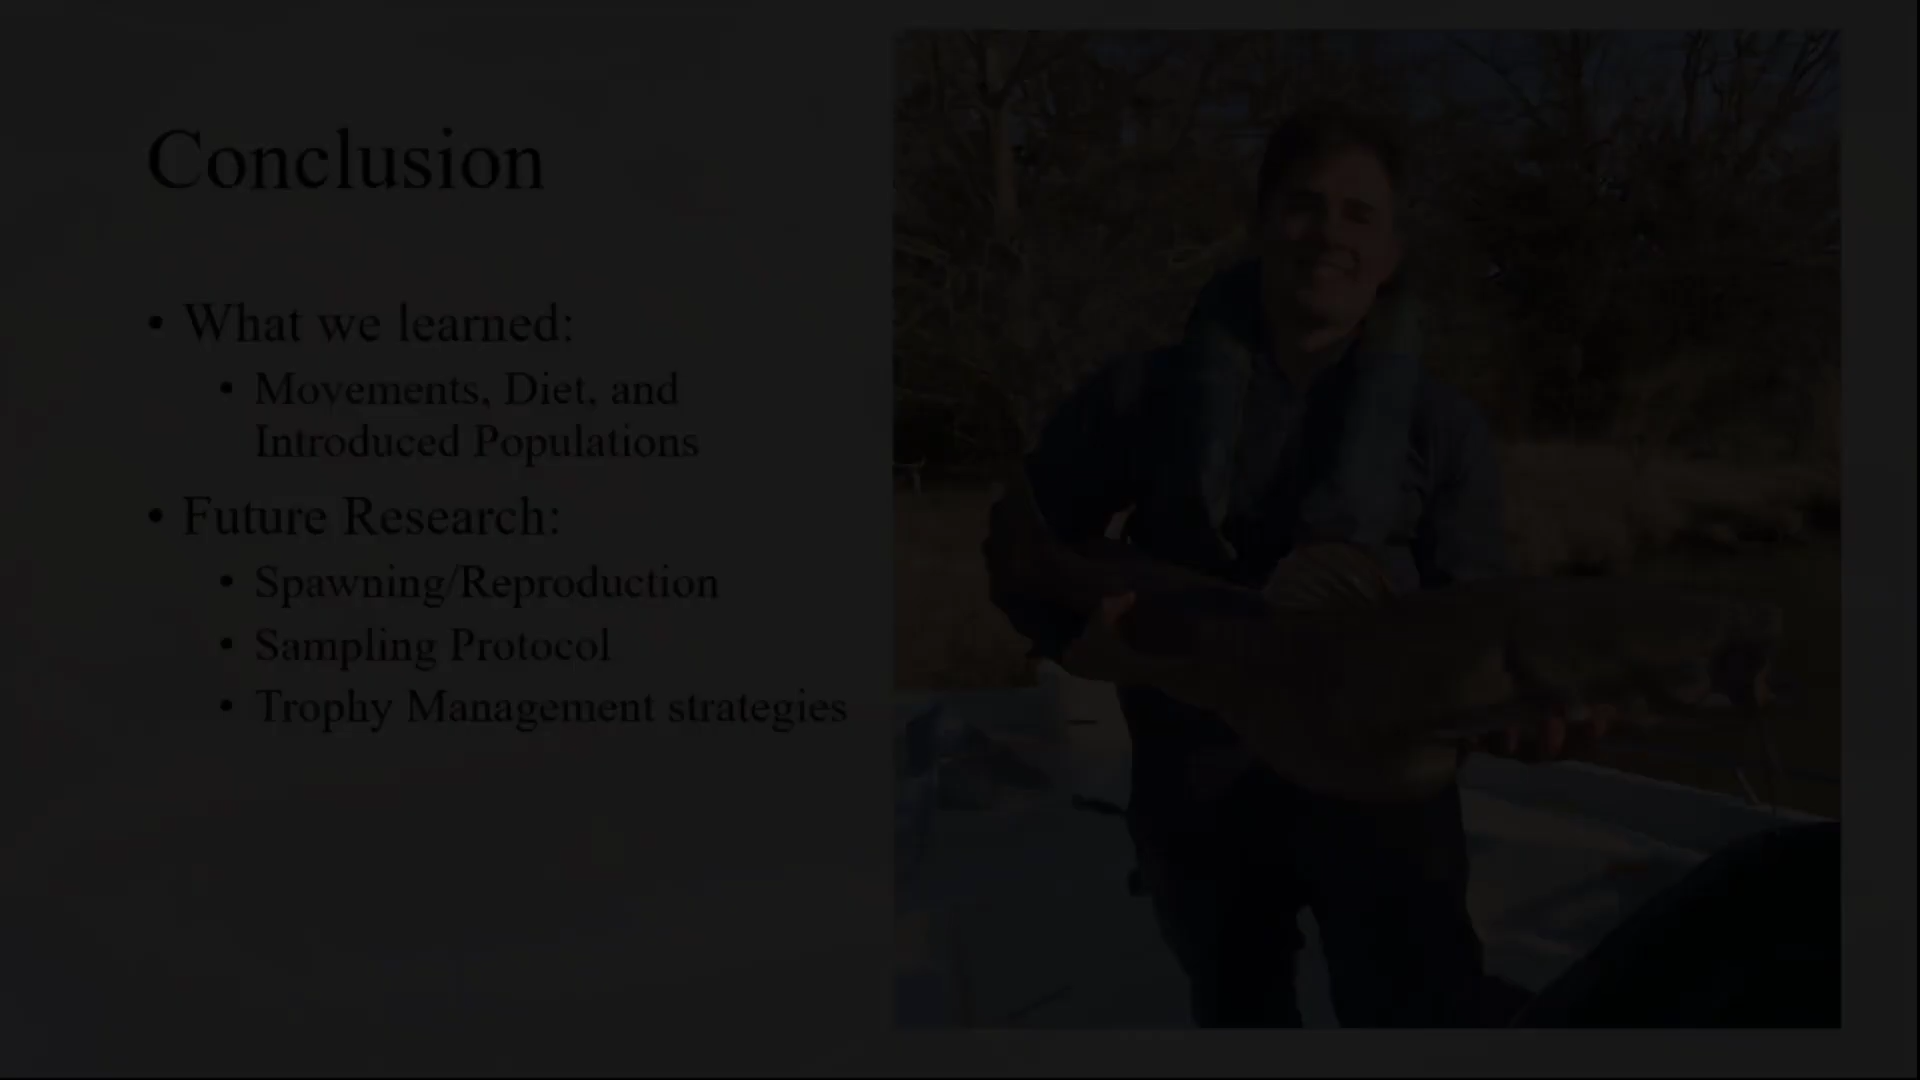 Conclusion
• What we learned:
• Movements, Diet, and
Introduced Populations
• Future Research:
• Spawning/Reproduction
• Sampling Protocol
• Trophy Management strategies